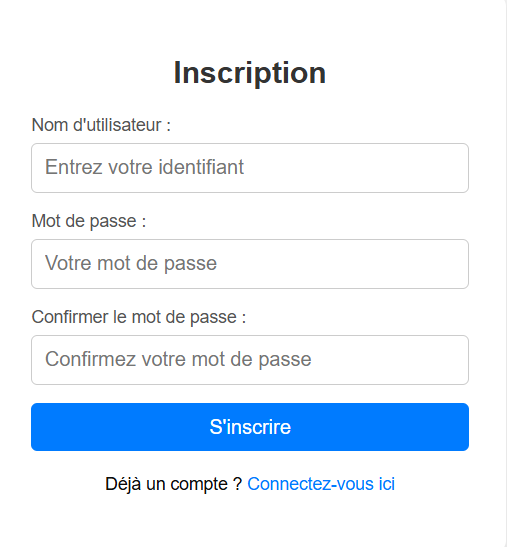 Inscription
Nom d'utilisateur :
Entrez votre identifiant
Mot de passe :
Votre mot de passe
Confirmer le mot de passe :
Confirmez votre mot de passe
S'inscrire
Déjà un compte ? Connectez-vous ici